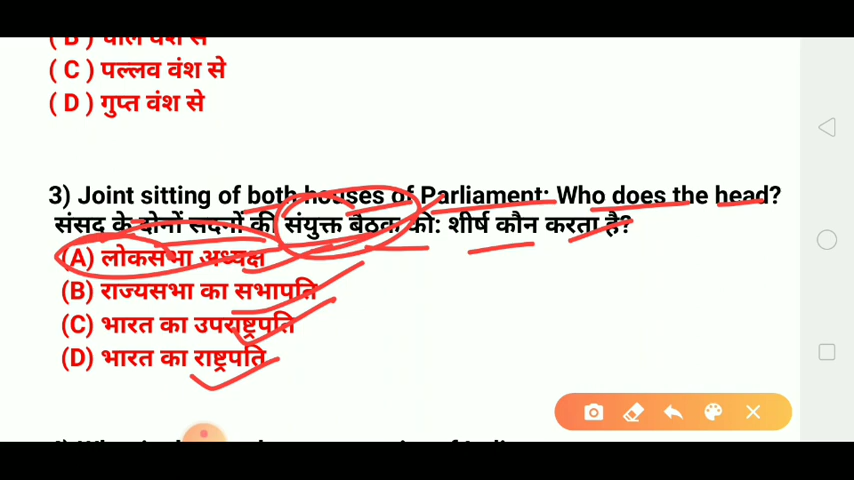 (C) पल्लव वंश से
(D) गुप्त वंश से
3) Joint sitting of both houses of Parliament: Who does the head?
संसद के दोनों सदनों की संयुक्त बैठक की: शीर्ष कौन करता है?
(A) लोकसभा अध्यक्ष
(B) राज्यसभा का सभापति
(C) भारत का उपराष्ट्रपति
(D) भारत का राष्ट्रपति